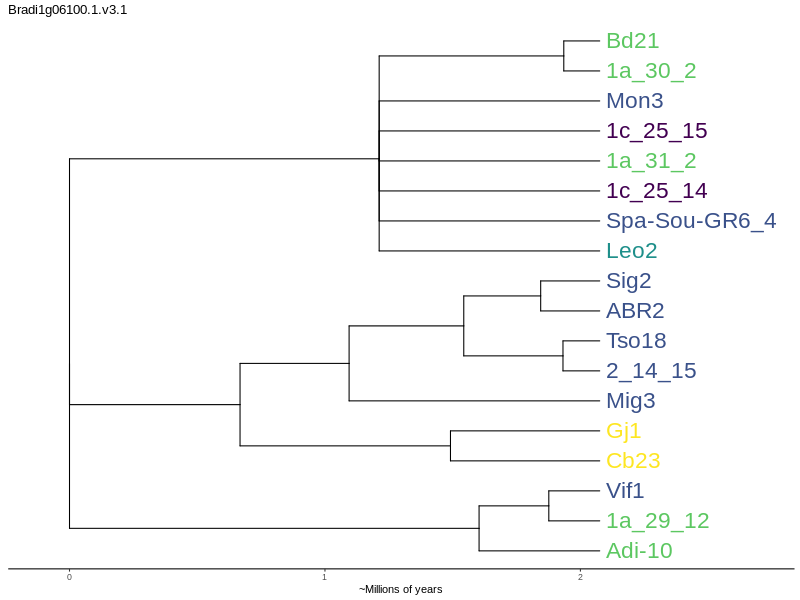 Bradi1g06100.1.v3.1
Bd21
1a_30_2
Mon3
1c_25_15
1a_31_2
1c_25_14
Spa-Sou-GR6_4
Leo2
Sig2
ABR2
Tso18
2_14_15
Mig3
Gj1
Cb23
Vif1
1a_29_12
Adi-10
0 1 2
~Millions of years